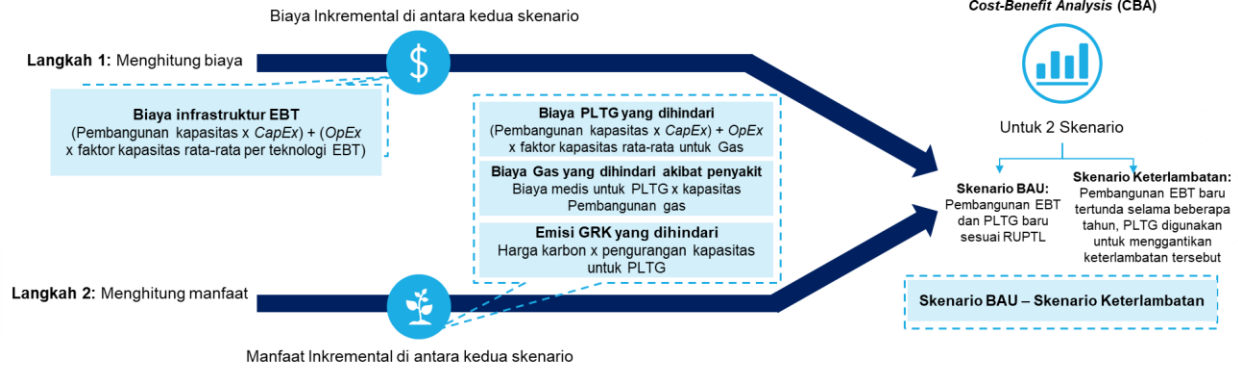 Biaya Inkremental di antara kedua skenario
Langkah 1: Menghitung biaya
$
Biaya infrastruktur EBT
(Pembangunan kapasitas x CapEx) + (OpEx
x faktor kapasitas rata-rata per teknologi EBT)
Biaya PLTG yang dihindari
(Pembangunan kapasitas x CapEx) + OpEx
x faktor kapasitas rata-rata untuk Gas
Biaya Gas yang dihindari akibat penyakit
Biaya medis untuk PLTG x kapasitas
Pembangunan gas
Emisi GRK yang dihindari
Harga karbon x pengurangan kapasitas
untuk PLTG
Langkah 2: Menghitung manfaat
Manfaat Inkremental di antara kedua skenario
Cost-Benefit Analysis (CBA)
Untuk 2 Skenario
Skenario BAU:
Pembangunan EBT
dan PLTG baru
sesuai RUPTL
Skenario Keterlambatan:
Pembangunan EBT baru
tertunda selama beberapa
tahun, PLTG digunakan
untuk menggantikan
keterlambatan tersebut
Skenario BAU – Skenario Keterlambatan